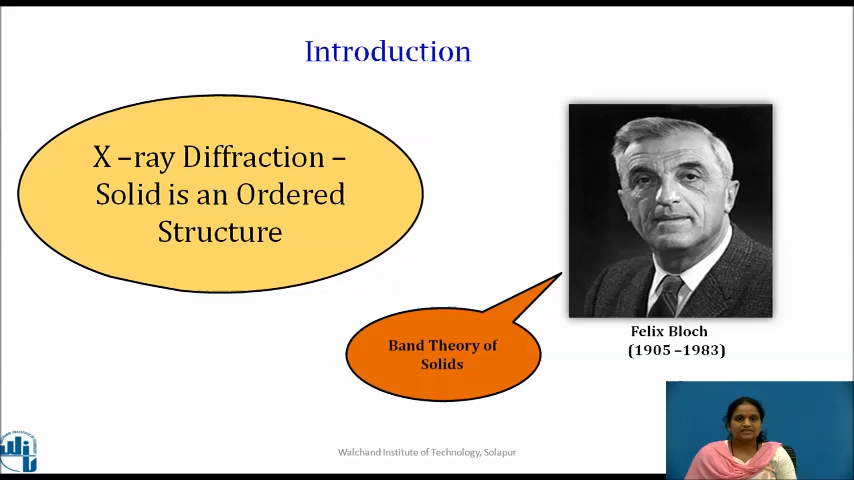 Introduction
X –ray Diffraction –
Solid is an Ordered
Structure
Band Theory of
Solids
Felix Bloch
(1905 –1983)
Walchand Institute of Technology, Solapur